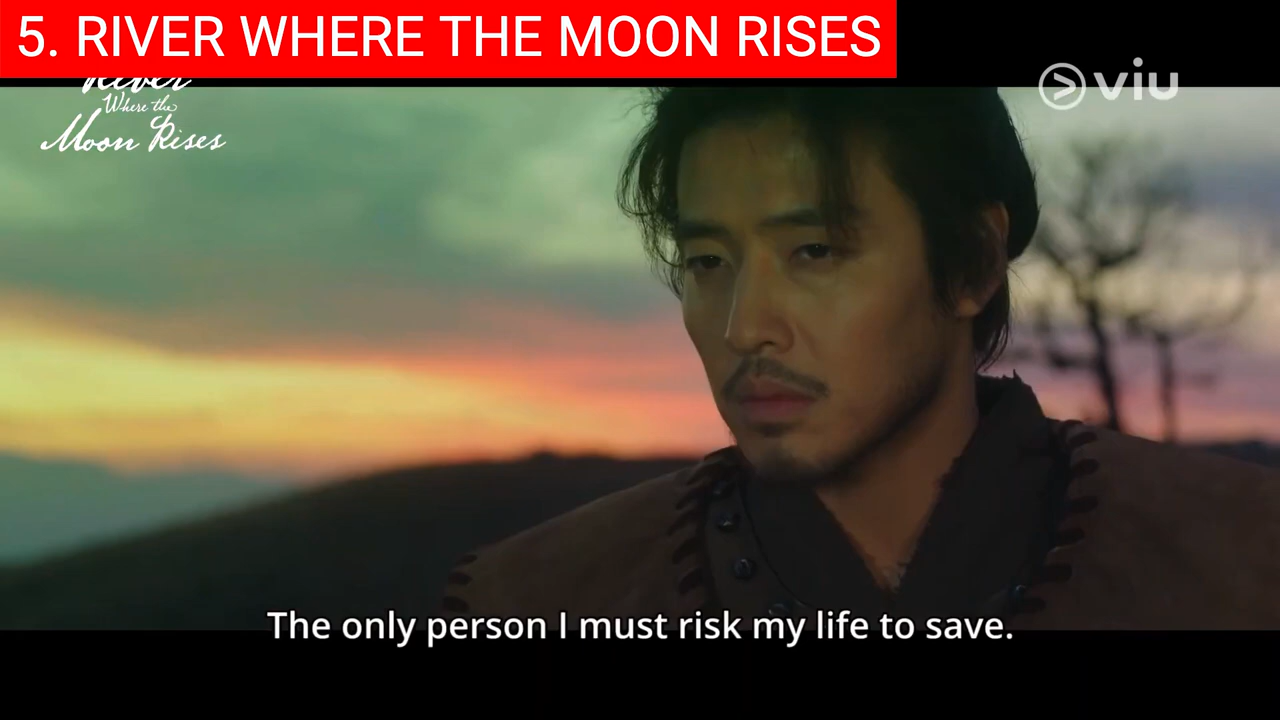 5. RIVER WHERE THE MOON RISES
River
Where the
Moon Rises
viu
The only person I must risk my life to save.